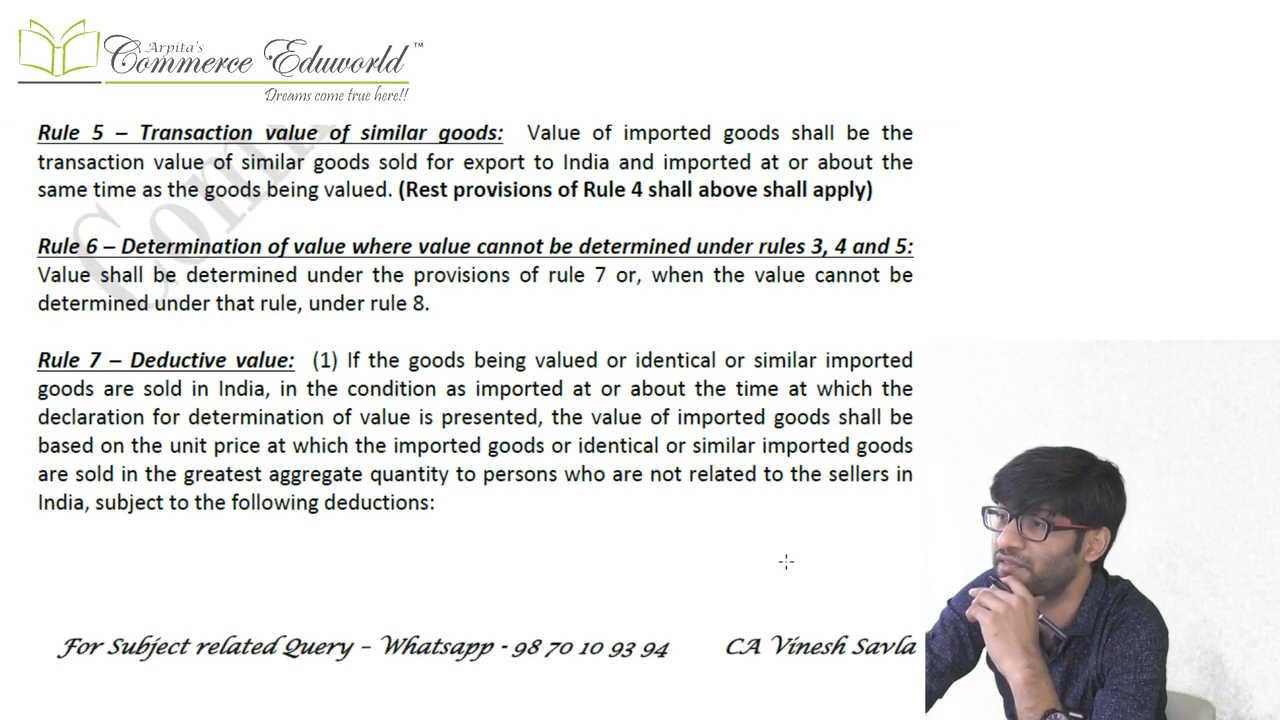 Arpita's
Commerce Eduworld™
Dreams come true here!!
Rule 5 – Transaction value of similar goods: Value of imported goods shall be the
transaction value of similar goods sold for export to India and imported at or about the
same time as the goods being valued. (Rest provisions of Rule 4 shall above shall apply)
Rule 6 – Determination of value where value cannot be determined under rules 3, 4 and 5:
Value shall be determined under the provisions of rule 7 or, when the value cannot be
determined under that rule, under rule 8.
Rule 7 – Deductive value: (1) If the goods being valued or identical or similar imported
goods are sold in India, in the condition as imported at or about the time at which the
declaration for determination of value is presented, the value of imported goods shall be
based on the unit price at which the imported goods or identical or similar imported goods
are sold in the greatest aggregate quantity to persons who are not related to the sellers in
India, subject to the following deductions:
For Subject related Query – Whatsapp - 98 70 10 93 94 CA Vinesh Savla